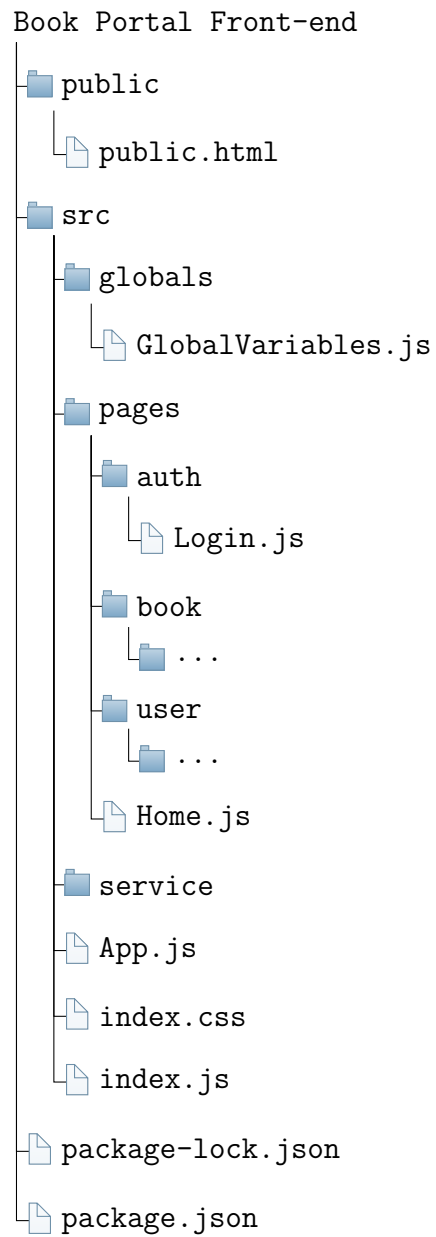 Book Portal Front-end
public
public.html
src
globals
GlobalVariables.js
pages
auth
Login.js
book
...
user
...
Home.js
service
App.js
index.css
index.js
package-lock.json
package.json